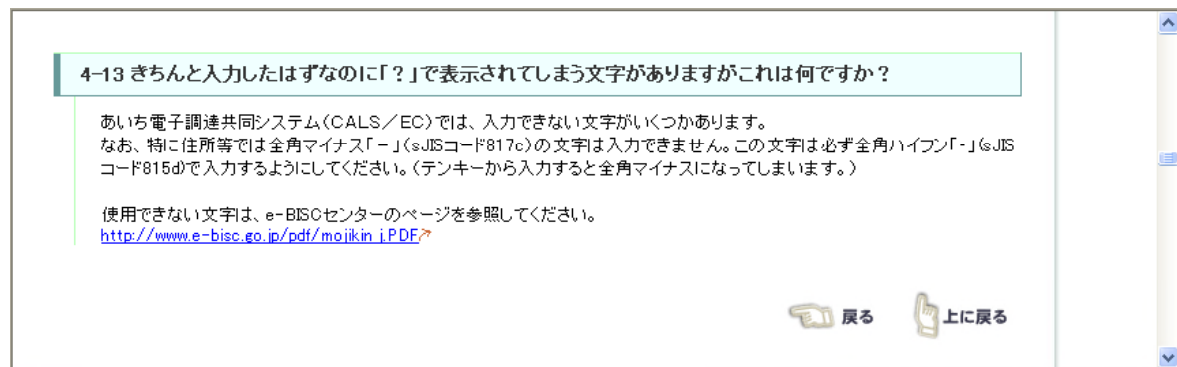 4-13 きちんと入力したはずなのに「？」で表示されてしまう文字がありますがこれは何ですか？
あいち電子調達共同システム（CALS／EC）では、入力できない文字がいくつかあります。
なお、特に住所等では全角マイナス「－」（sJISコード817c）の文字は入力できません。この文字は必ず全角ハイフン「‐」（sJIS
コード815d）で入力するようにしてください。（テンキーから入力すると全角マイナスになってしまいます。）
使用できない文字は、e-BISCセンターのページを参照してください。
http://www.e-bisc.go.jp/pdf/mojikin_j.PDF
戻る 上に戻る